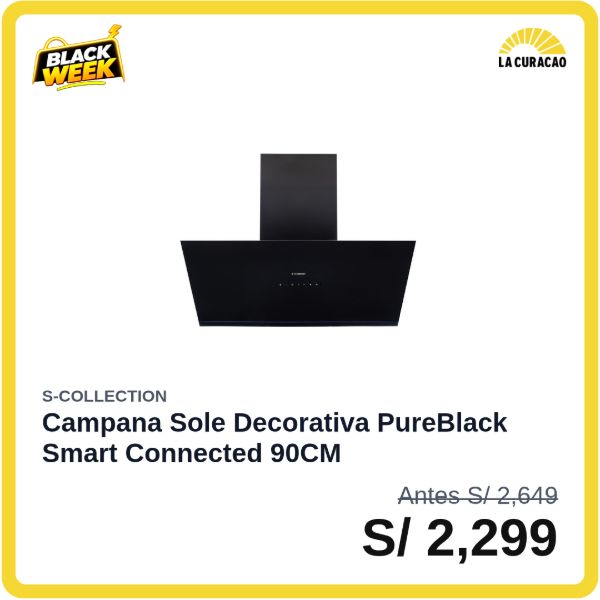 BLACK
WEEK
LA CURACAO
S-COLLECTION
Campana Sole Decorativa PureBlack
Smart Connected 90CM
Antes S/ 2,649
S/ 2,299